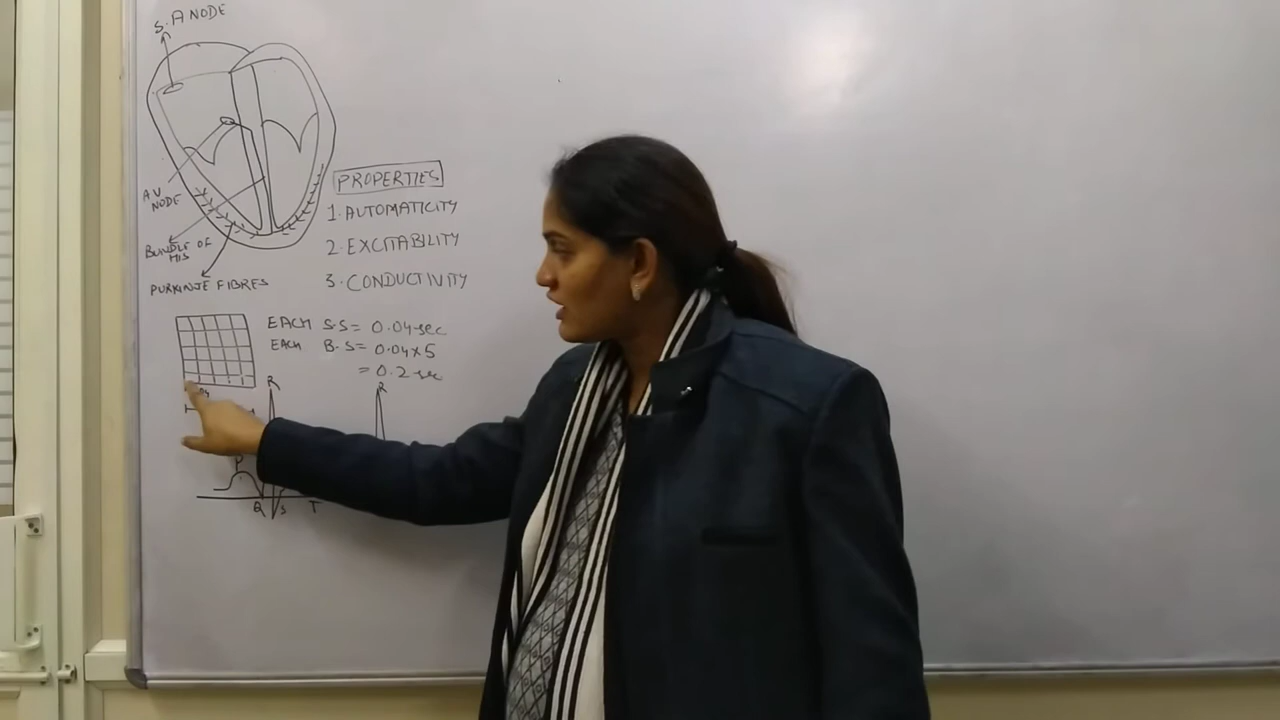 S.A NODE
A.V
NODE
BUNDLE OF
HIS
PURKINJE FIBRES
PROPERTIES
1. AUTOMATICITY
2. EXCITABILITY
3. CONDUCTIVITY
EACH S.S = 0.04 sec
EACH B.S = 0.04 x 5
= 0.2 sec
R
R
P
Q S T